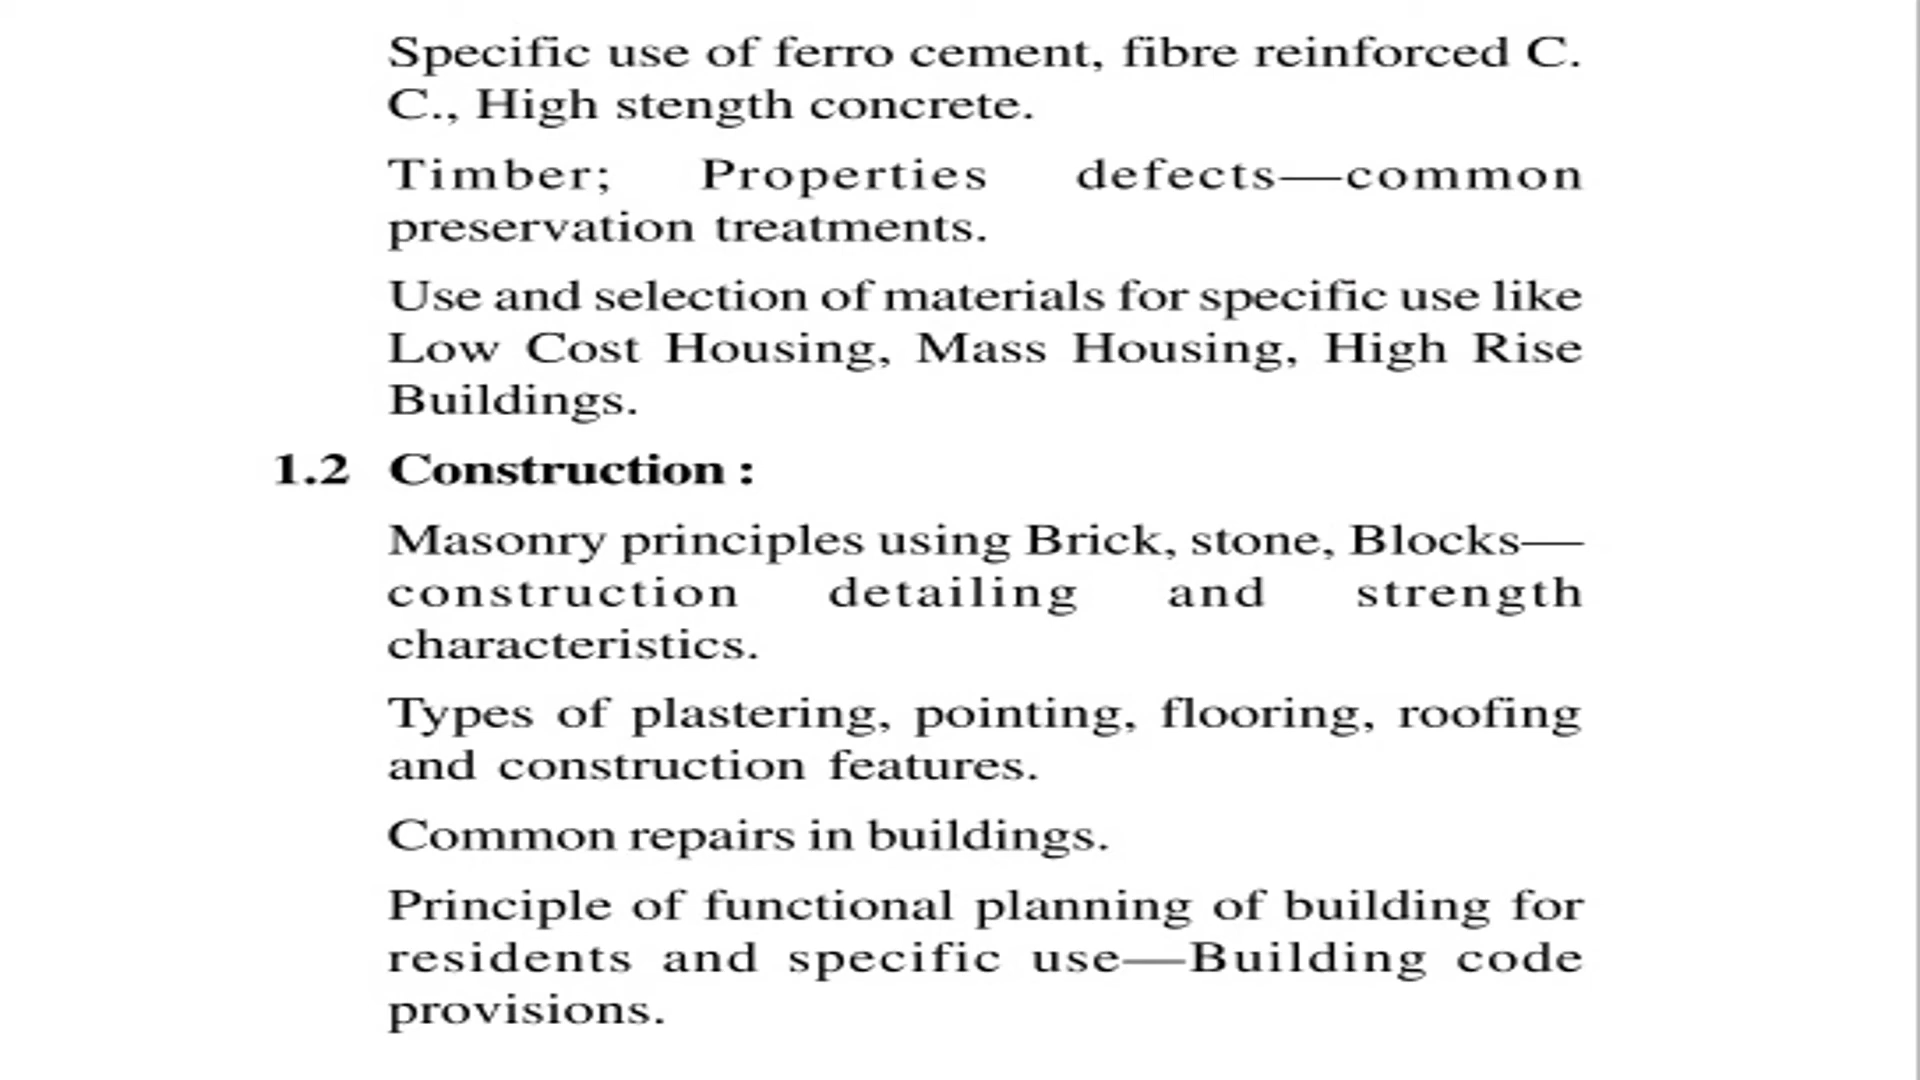 Specific use of ferro cement, fibre reinforced C.
C., High stength concrete.
Timber; Properties defects—common
preservation treatments.
Use and selection of materials for specific use like
Low Cost Housing, Mass Housing, High Rise
Buildings.
1.2 Construction :
Masonry principles using Brick, stone, Blocks—
construction detailing and strength
characteristics.
Types of plastering, pointing, flooring, roofing
and construction features.
Common repairs in buildings.
Principle of functional planning of building for
residents and specific use—Building code
provisions.